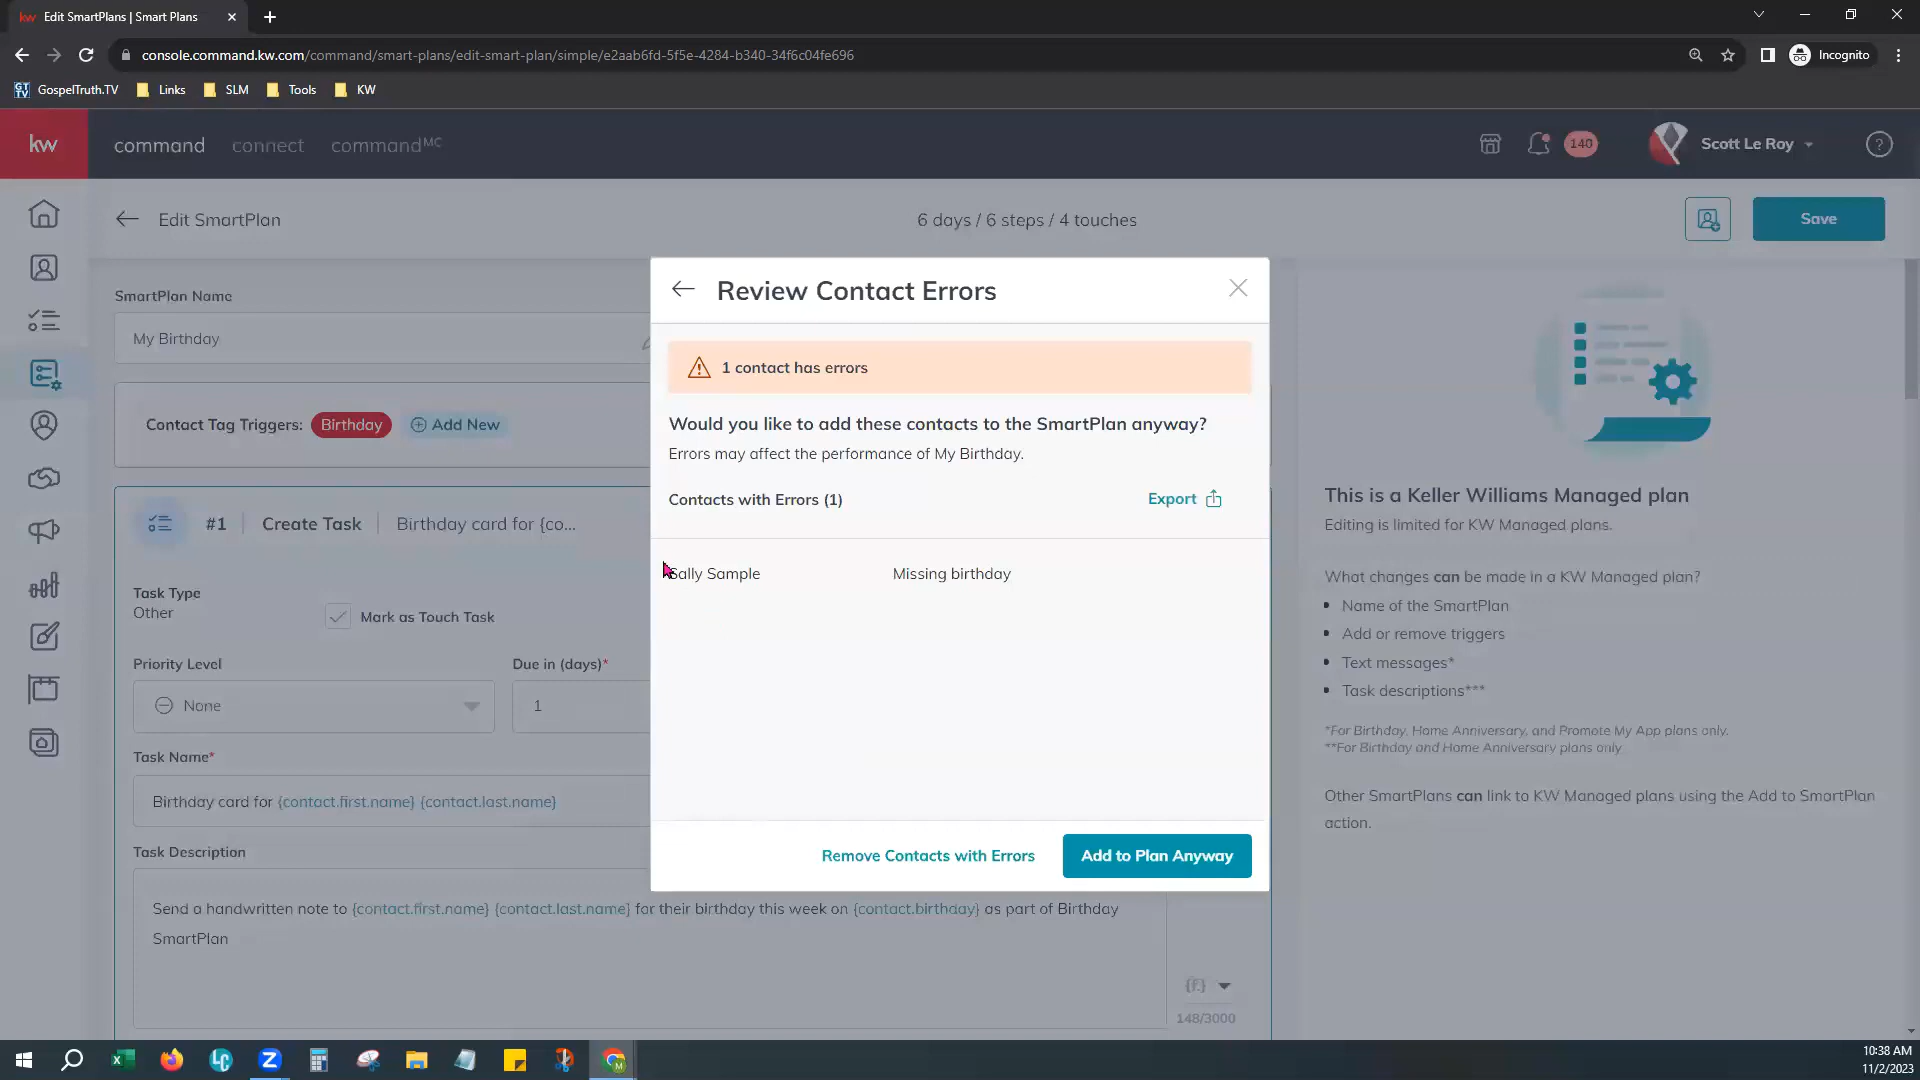 kw Edit SmartPlans | Smart Plans
console.command.kw.com/command/smart-plans/edit-smart-plan/simple/e2aab6fd-5f5e-4284-b340-34f6c04fe696
Incognito
GT TV GospelTruth.TV Links SLM Tools KW
kw command connect commandMC 140 Scott Le Roy ?
Edit SmartPlan 6 days / 6 steps / 4 touches Save
SmartPlan Name
My Birthday
Contact Tag Triggers: Birthday Add New
#1 Create Task Birthday card for {co...
Task Type
Other
Mark as Touch Task
Priority Level Due in (days)*
None 1
Task Name*
Birthday card for {contact.first.name} {contact.last.name}
Task Description
Send a handwritten note to {contact.first.name} {contact.last.name} for their birthday this week on {contact.birthday} as part of Birthday
SmartPlan
{f}
148/3000
Review Contact Errors
1 contact has errors
Would you like to add these contacts to the SmartPlan anyway?
Errors may affect the performance of My Birthday.
Contacts with Errors (1) Export
Sally Sample Missing birthday
Remove Contacts with Errors Add to Plan Anyway
This is a Keller Williams Managed plan
Editing is limited for KW Managed plans.
What changes can be made in a KW Managed plan?
Name of the SmartPlan
Add or remove triggers
Text messages*
Task descriptions***
*For Birthday, Home Anniversary, and Promote My App plans only.
**For Birthday and Home Anniversary plans only
Other SmartPlans can link to KW Managed plans using the Add to SmartPlan
action.
LC Z M
10:38 AM
11/2/2023